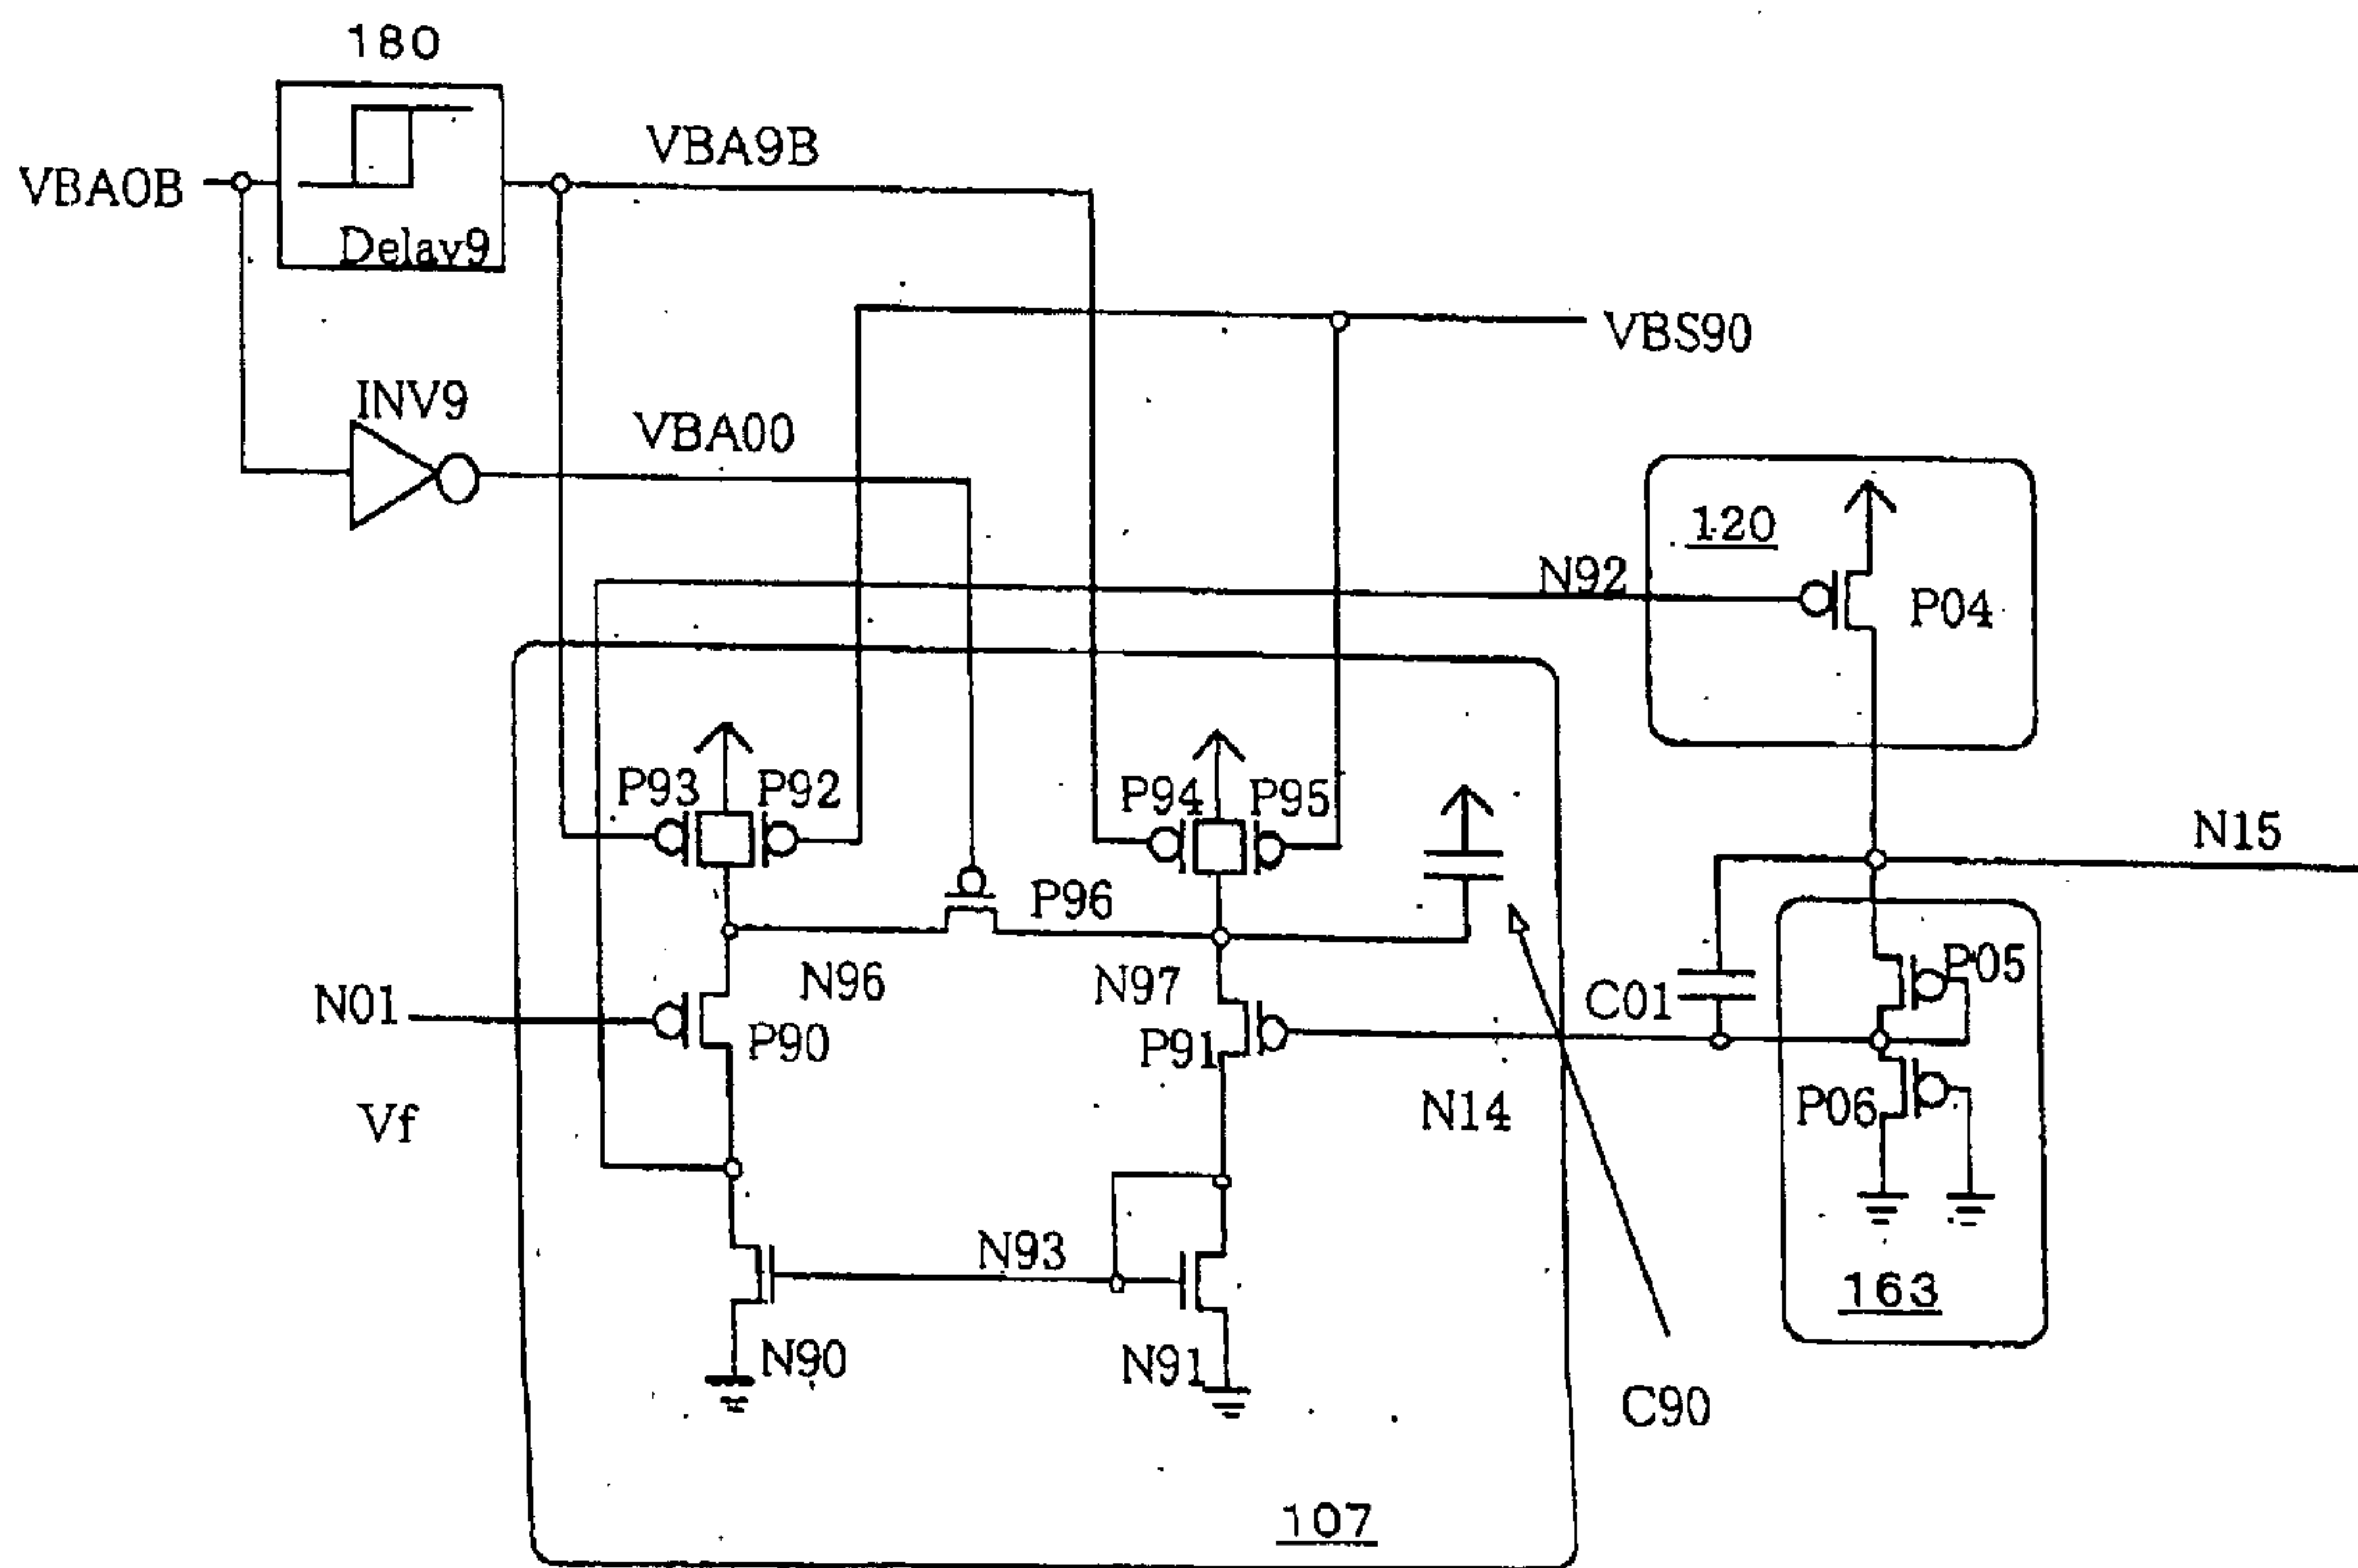 180
VBA9B
VBA0B
Delay9
VBS90
INV9
VBA00
120
N92
P04
P93
P92
P94
P95
N15
P96
P05
N96
N97
C01
N01
P90
P91
P06
N14
Vf
N93
163
N90
N91
C90
107